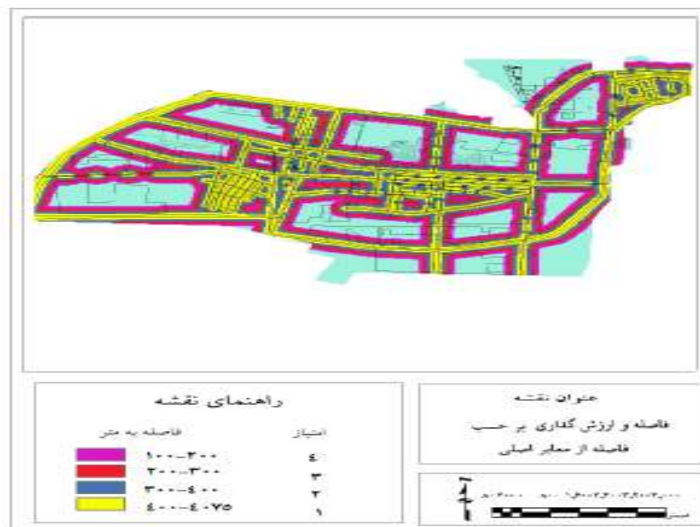 راهنمای نقشه
امتیاز فاصله به متر
۴ ۱۰۰-۲۰۰
۳ ۲۰۰-۳۰۰
۲ ۳۰۰-۴۰۰
۱ ۴۰۰-۴۰۷۵
عنوان نقشه
فاصله و ارزش گذاری بر حسب
فاصله از معابر اصلی